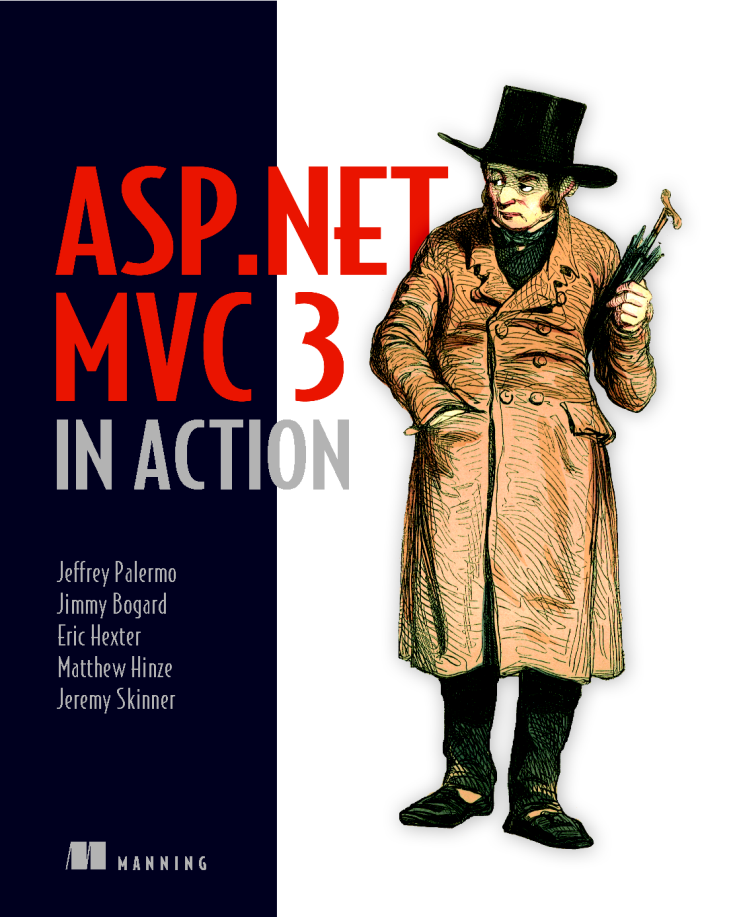 ASP.NET
MVC 3
IN ACTION
Jeffrey Palermo
Jimmy Bogard
Eric Hexter
Matthew Hinze
Jeremy Skinner
MANNING